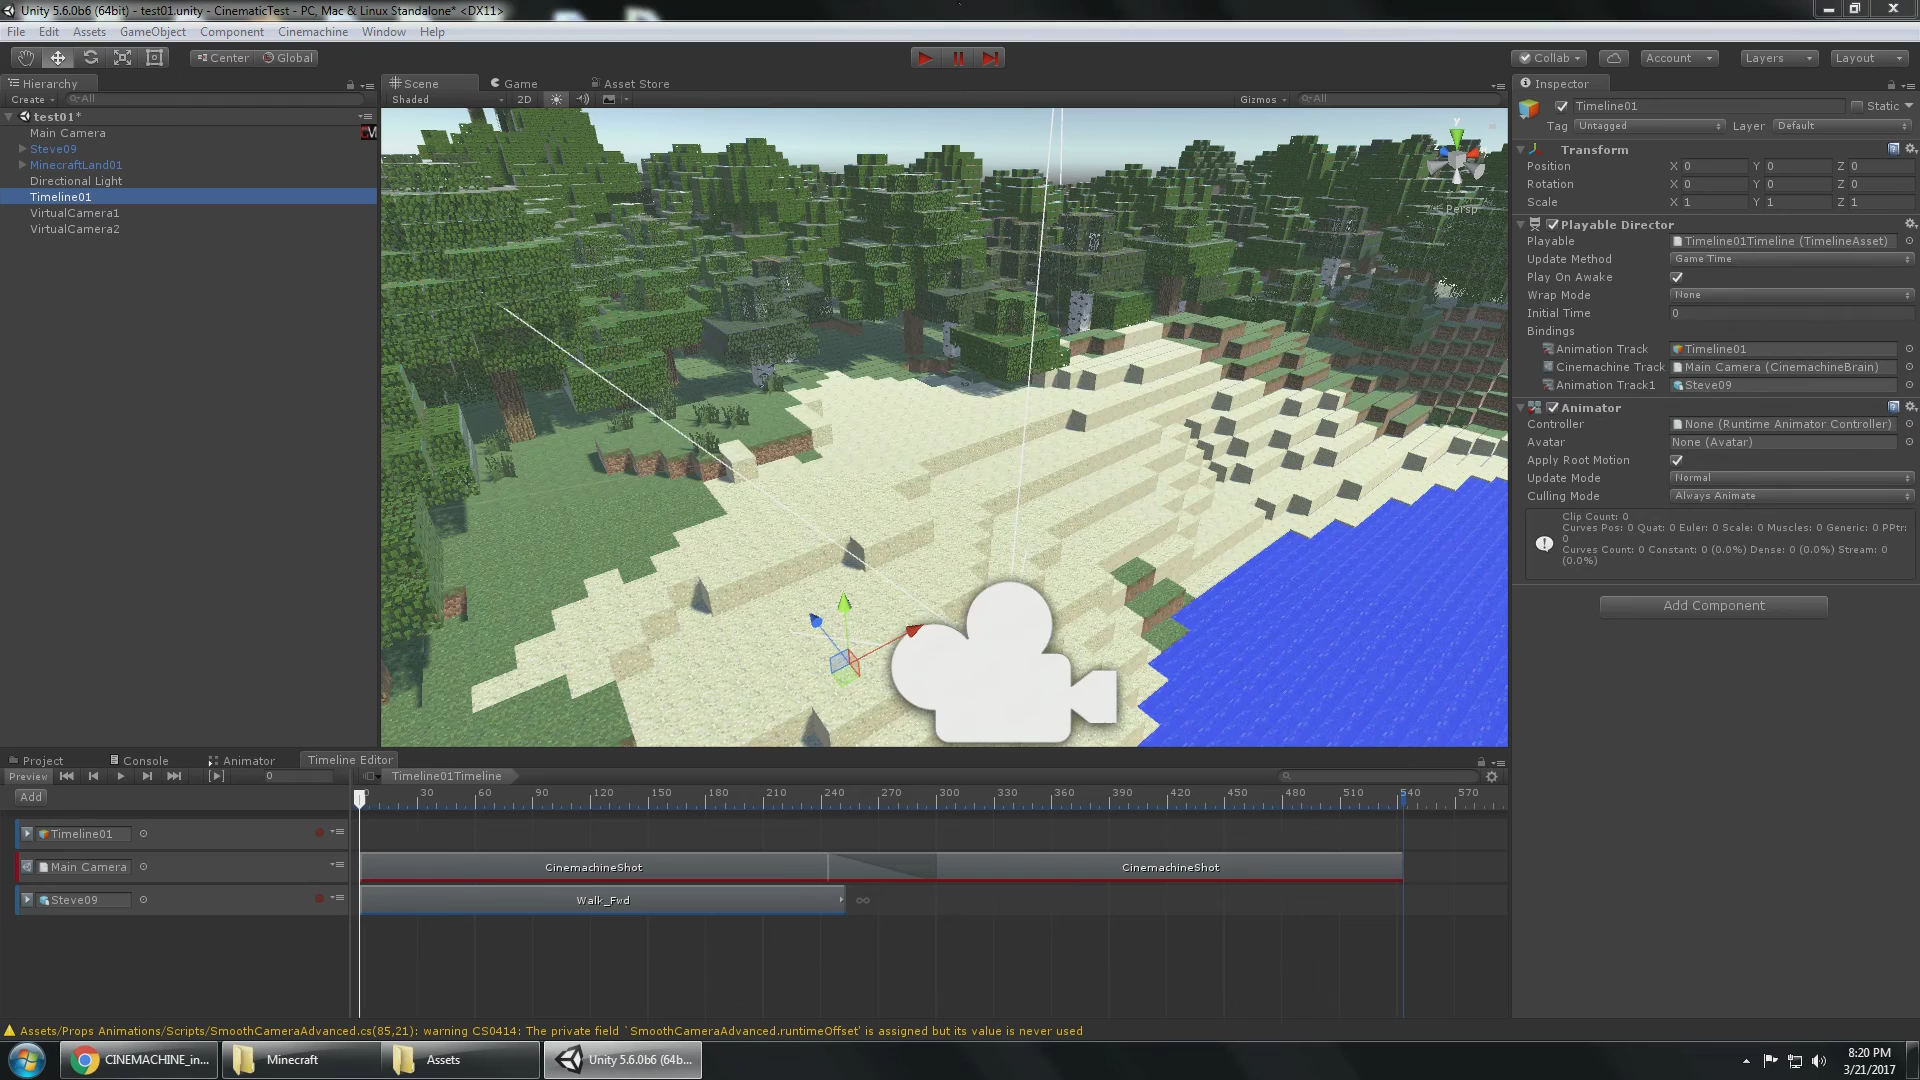 Unity 5.6.0b6 (64bit) - test01.unity - CinematicTest - PC, Mac & Linux Standalone* <DX11>
File Edit Assets GameObject Component Cinemachine Window Help
Center Global Collab Account Layers Layout
Hierarchy
Create All
test01*
Main Camera
Steve09
MinecraftLand01
Directional Light
Timeline01
VirtualCamera1
VirtualCamera2
Scene Game Asset Store
Shaded 2D Gizmos All
y
Persp
Inspector
Timeline01 Static
Tag Untagged Layer Default
Transform
Position X 0 Y 0 Z 0
Rotation X 0 Y 0 Z 0
Scale X 1 Y 1 Z 1
Playable Director
Playable Timeline01Timeline (TimelineAsset)
Update Method Game Time
Play On Awake
Wrap Mode None
Initial Time 0
Bindings
Animation Track Timeline01
Cinemachine Track Main Camera (CinemachineBrain)
Animation Track1 Steve09
Animator
Controller None (Runtime Animator Controller)
Avatar None (Avatar)
Apply Root Motion
Update Mode Normal
Culling Mode Always Animate
Clip Count: 0
Curves Pos: 0 Quat: 0 Euler: 0 Scale: 0 Muscles: 0 Generic: 0 PPtr:
0
Curves Count: 0 Constant: 0 (0.0%) Dense: 0 (0.0%) Stream: 0
(0.0%)
Add Component
Project Console Animator Timeline Editor
Preview 0 Timeline01Timeline
Add 0 30 60 90 120 150 180 210 240 270 300 330 360 390 420 450 480 510 540 570
Timeline01
Main Camera CinemachineShot CinemachineShot
Steve09 Walk_Fwd
Assets/Props Animations/Scripts/SmoothCameraAdvanced.cs(85,21): warning CS0414: The private field `SmoothCameraAdvanced.runtimeOffset' is assigned but its value is never used
CINEMACHINE_in... Minecraft Assets Unity 5.6.0b6 (64b...
8:20 PM
3/21/2017